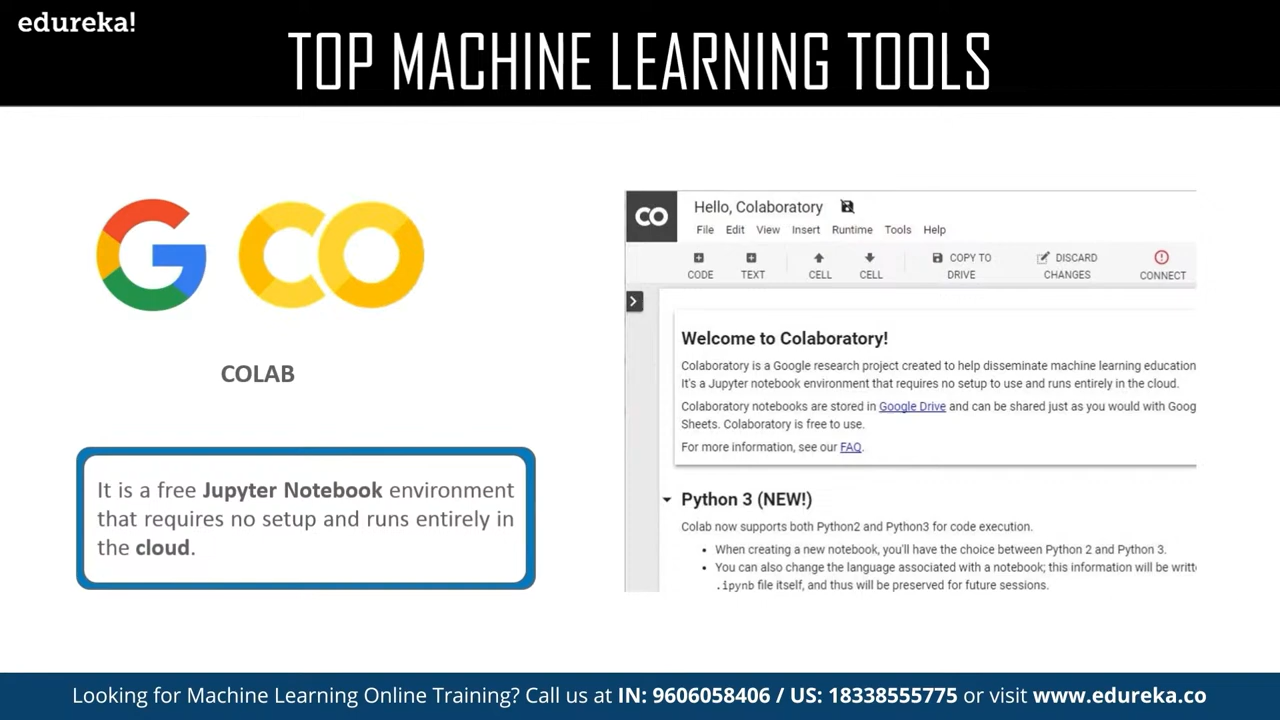 edureka!
TOP MACHINE LEARNING TOOLS
G CO
COLAB
It is a free Jupyter Notebook environment
that requires no setup and runs entirely in
the cloud.
CO
Hello, Colaboratory
File Edit View Insert Runtime Tools Help
CODE TEXT CELL CELL COPY TO DRIVE DISCARD CHANGES CONNECT
Welcome to Colaboratory!
Colaboratory is a Google research project created to help disseminate machine learning education
It's a Jupyter notebook environment that requires no setup to use and runs entirely in the cloud.
Colaboratory notebooks are stored in Google Drive and can be shared just as you would with Goog
Sheets. Colaboratory is free to use.
For more information, see our FAQ.
Python 3 (NEW!)
Colab now supports both Python2 and Python3 for code execution.
• When creating a new notebook, you'll have the choice between Python 2 and Python 3.
• You can also change the language associated with a notebook; this information will be writte
.ipynb file itself, and thus will be preserved for future sessions.
Looking for Machine Learning Online Training? Call us at IN: 9606058406 / US: 18338555775 or visit www.edureka.co